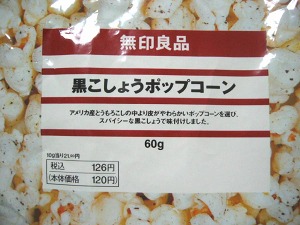 無印良品
黒こしょうポップコーン
アメリカ産とうもろこしの中より皮がやわらかいポップコーンを選び、
スパイシーな黒こしょうで味付けしました。
60g
10g当り21.00円
税込 126円
(本体価格 120円)